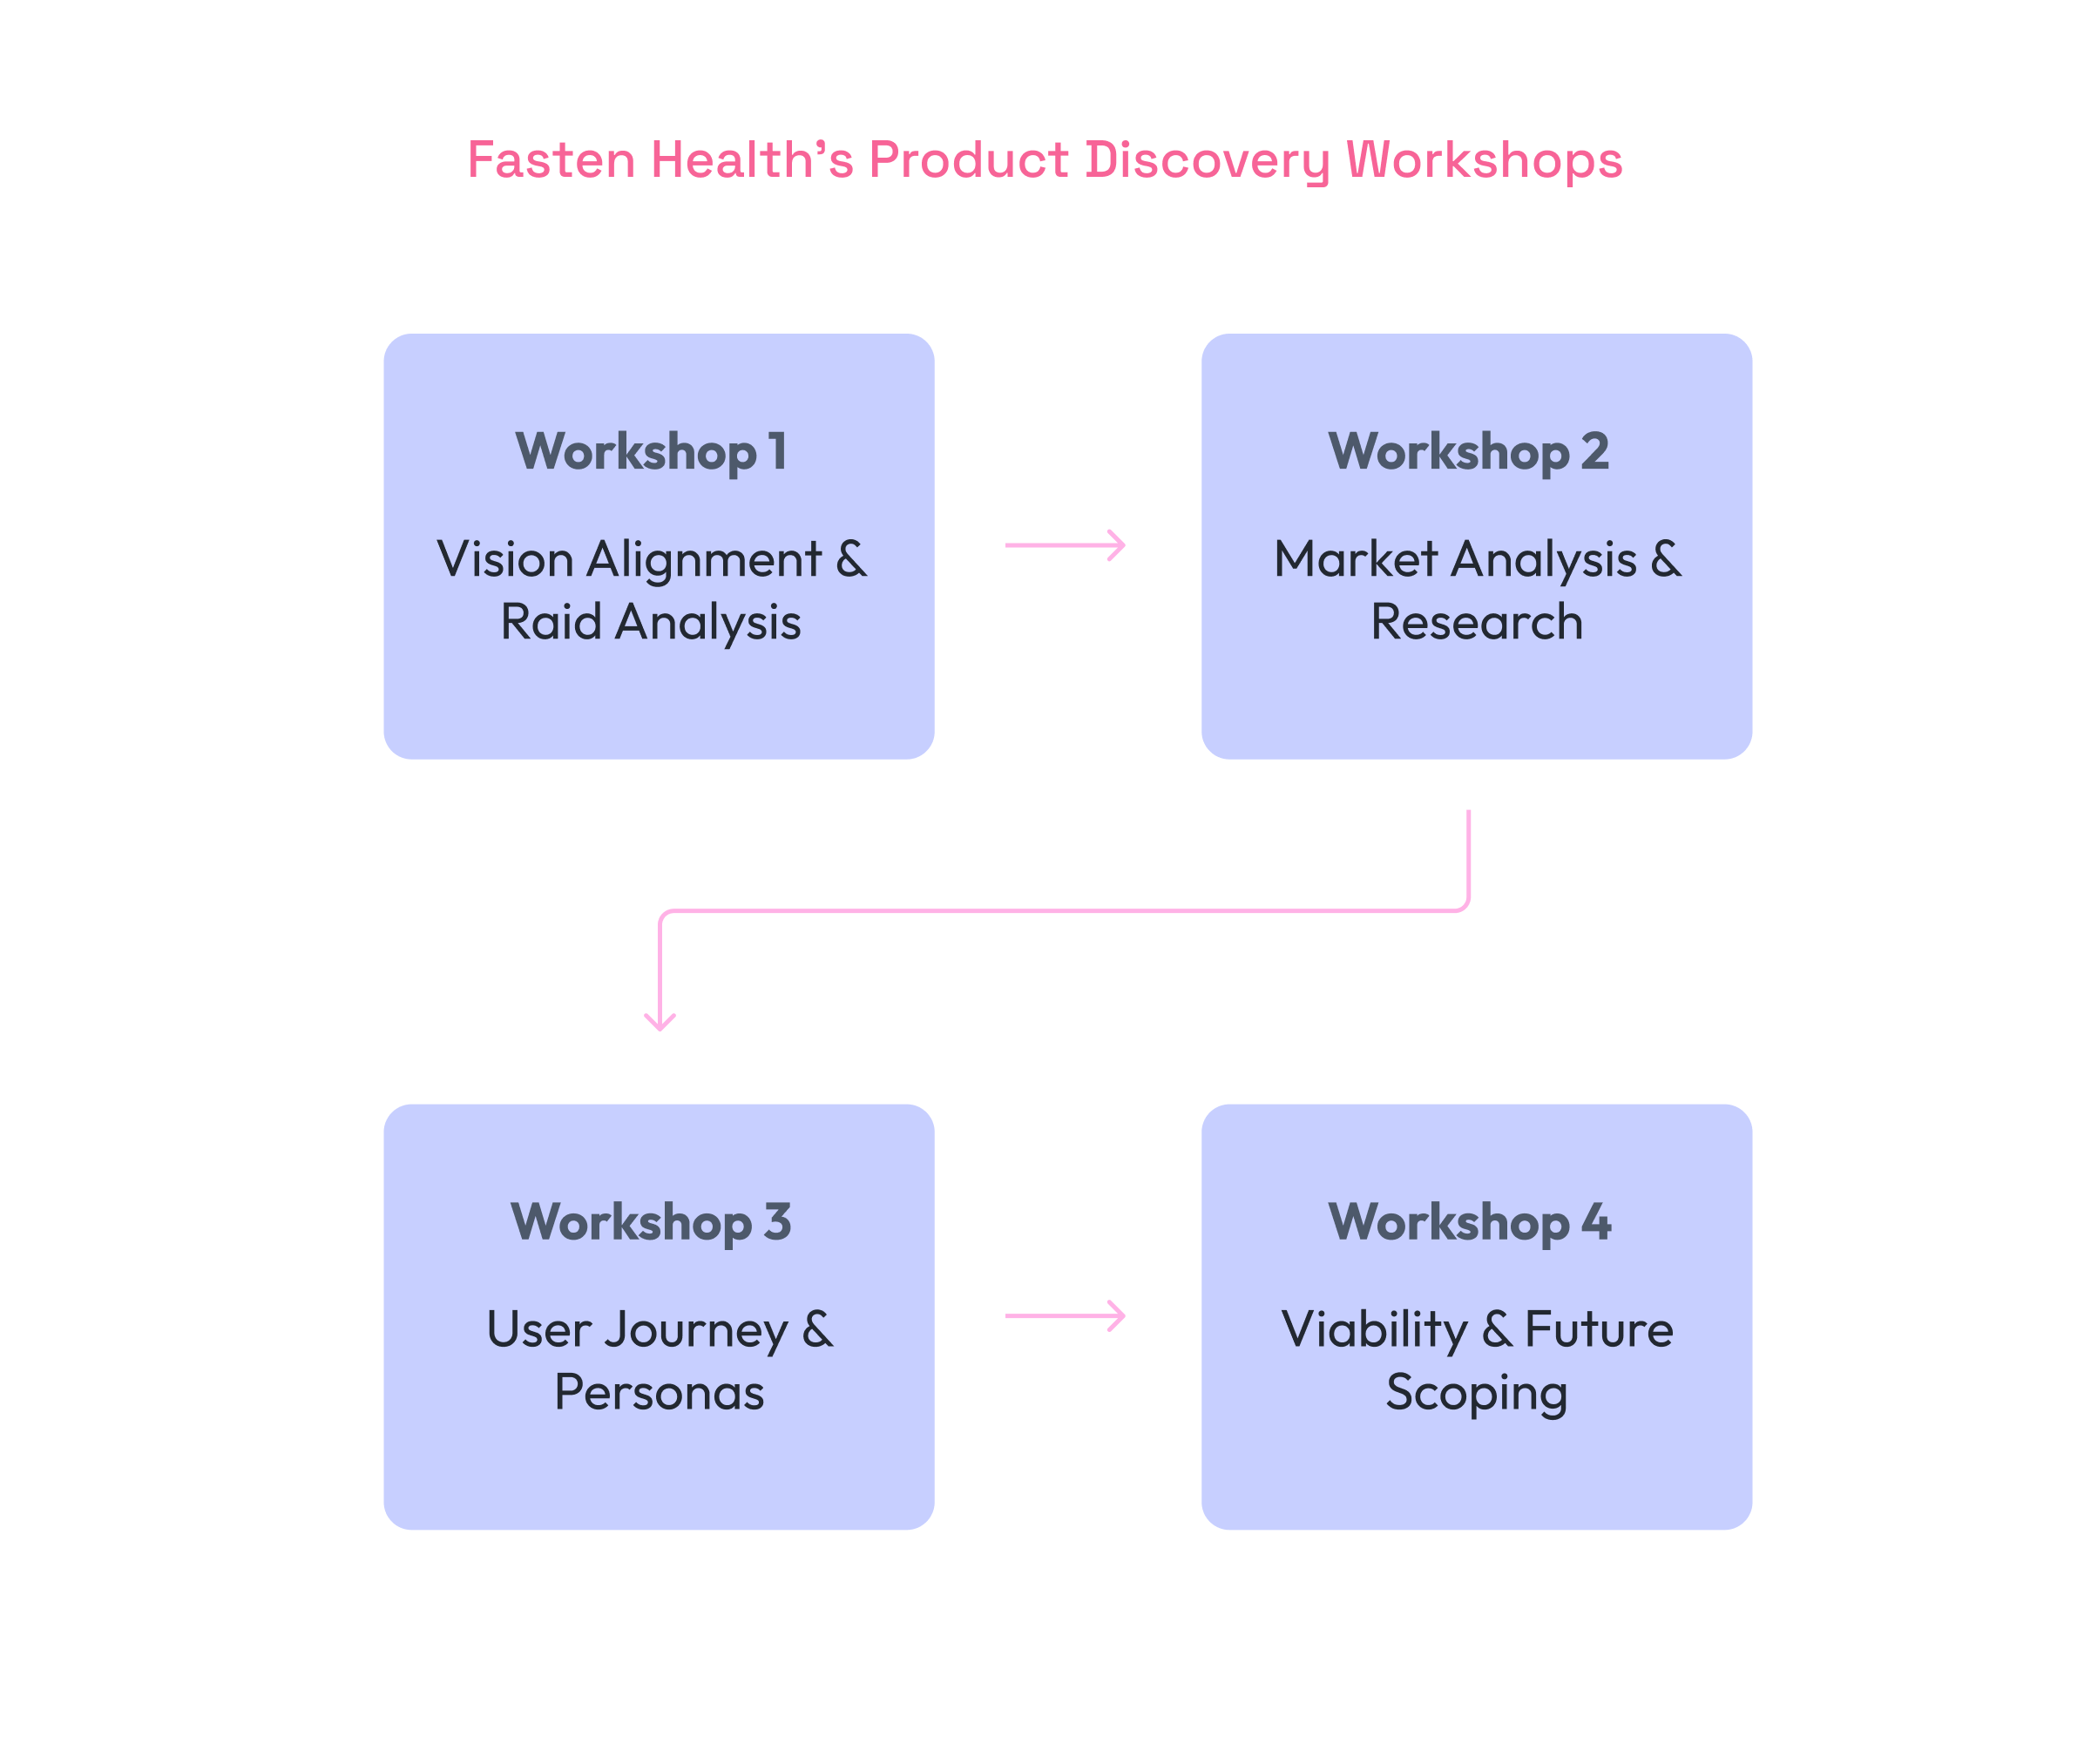 Fasten Health's Product Discovery Workshops
Workshop 1
Vision Alignment &
Raid Analysis
Workshop 2
Market Analysis &
Research
Workshop 3
User Journey &
Personas
Workshop 4
Viability & Future
Scoping